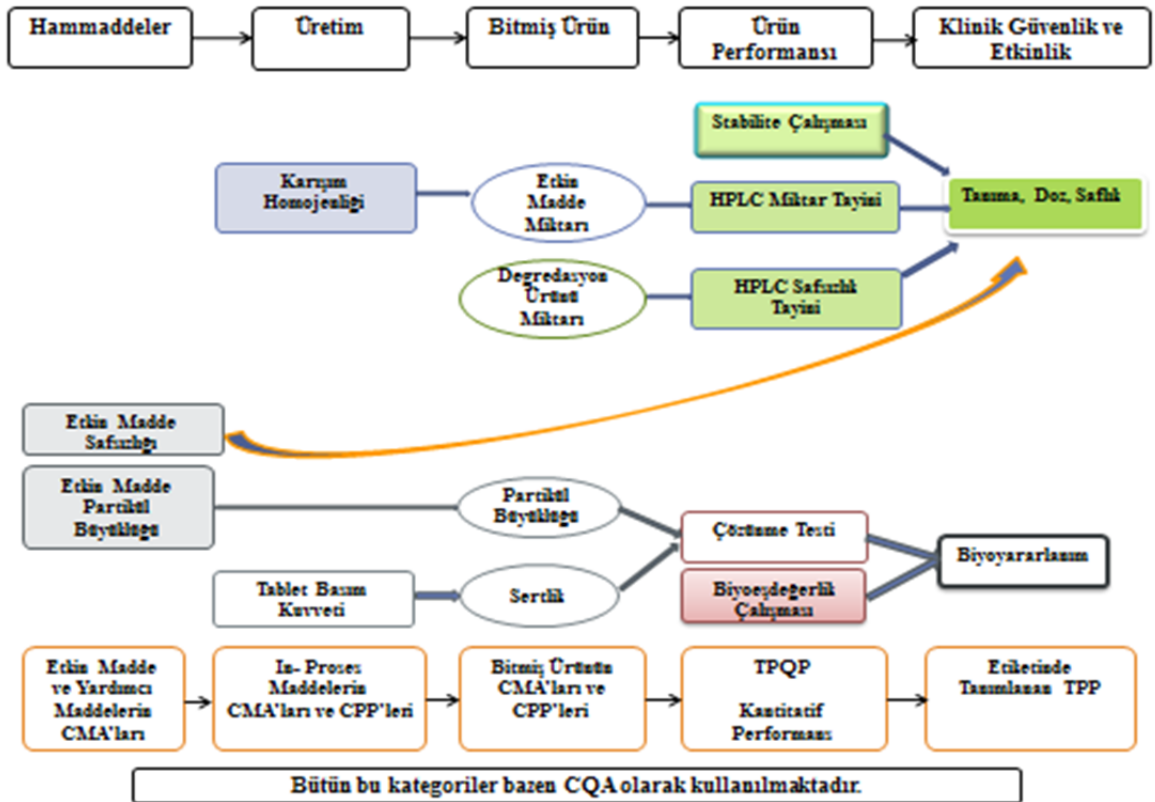 Hammaddeler
Üretim
Bitmiş Ürün
Ürün
Performansı
Klinik Güvenlik ve
Etkinlik
Stabilite Çalışması
Karışım
Homojenliği
Etkin
Madde
Miktarı
HPLC Miktar Tayini
Tanıma, Doz, Saflık
Degredasyon
Ürünü
Miktarı
HPLC Safsızlık
Tayini
Etkin Madde
Safsızlığı
Etkin Madde
Partikül
Büyüklüğü
Partikül
Büyüklüğü
Çözünme Testi
Biyoyararlanım
Tablet Basım
Kuvveti
Sertlik
Biyoeşdeğerlik
Çalışması
Etkin Madde
ve Yardımcı
Maddelerin
CMA'ları
In- Proses
Maddelerin
CMA'ları ve CPP'leri
Bitmiş Ürünün
CMA'ları ve
CPP'leri
TPQP
Kantitatif
Performans
Etiketinde
Tanımlanan TPP
Bütün bu kategoriler bazen CQA olarak kullanılmaktadır.